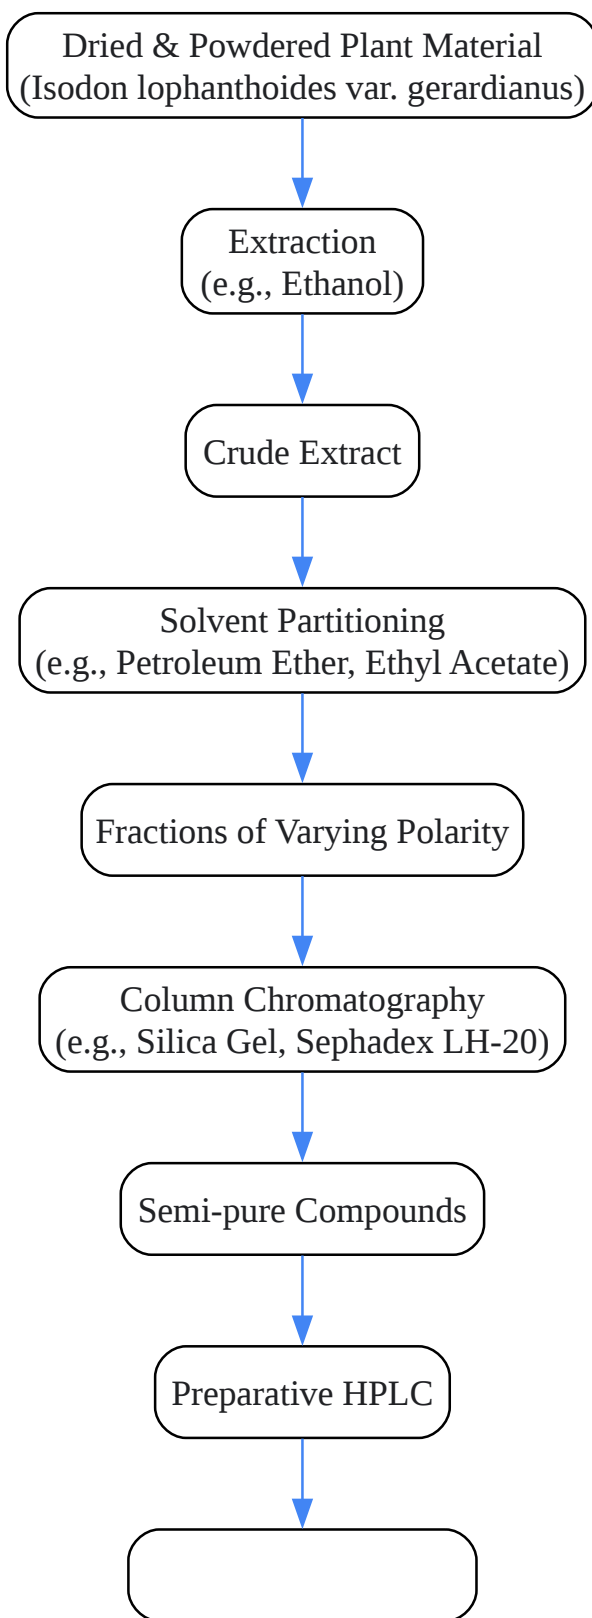 Dried & Powdered Plant Material
(Isodon lophanthoides var. gerardianus)
Extraction
(e.g., Ethanol)
Crude Extract
Solvent Partitioning
(e.g., Petroleum Ether, Ethyl Acetate)
Fractions of Varying Polarity
Column Chromatography
(e.g., Silica Gel, Sephadex LH-20)
Semi-pure Compounds
Preparative HPLC